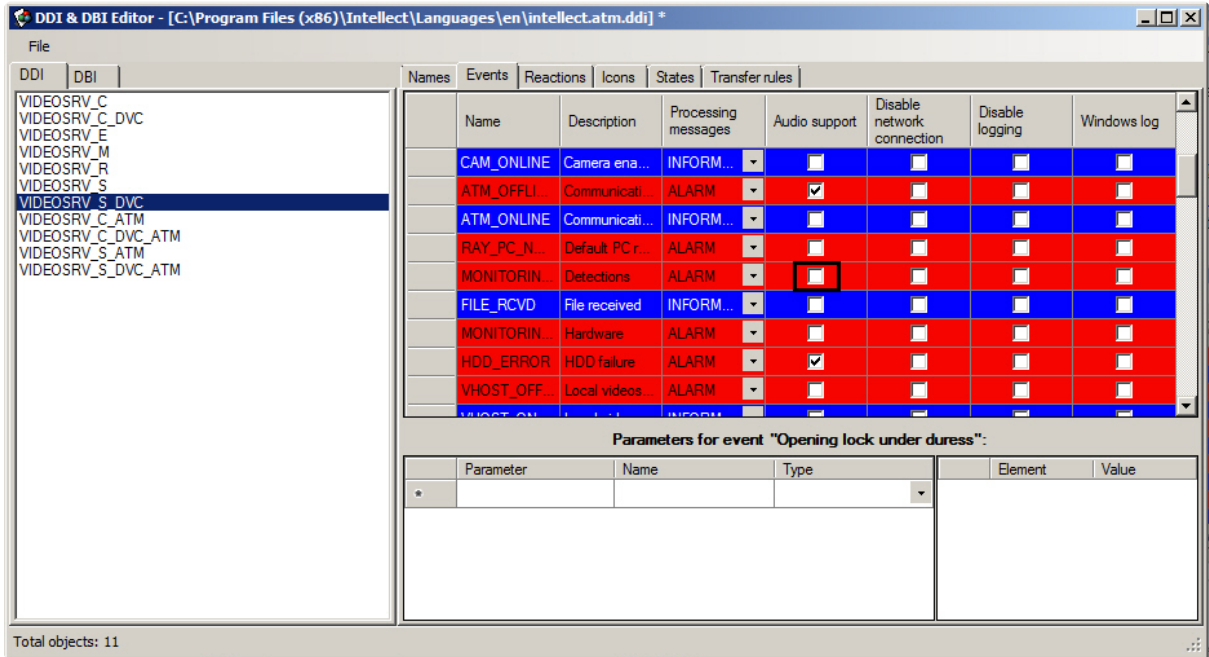 DDI & DBI Editor - [C:\Program Files (x86)\Intellect\Languages\en\intellect.atm.ddi] *
File
DDI DBI
Names Events Reactions Icons States Transfer rules
VIDEOSRV_C
VIDEOSRV_C_DVC
VIDEOSRV_E
VIDEOSRV_M
VIDEOSRV_R
VIDEOSRV_S
VIDEOSRV_S_DVC
VIDEOSRV_C_ATM
VIDEOSRV_C_DVC_ATM
VIDEOSRV_S_ATM
VIDEOSRV_S_DVC_ATM
Name Description Processing messages Audio support Disable network connection Disable logging Windows log
CAM_ONLINE Camera ena... INFORM...
ATM_OFFLI... Communicati... ALARM
ATM_ONLINE Communicati... INFORM...
RAY_PC_N... Default PC r... ALARM
MONITORIN... Detections ALARM
FILE_RCVD File received INFORM...
MONITORIN... Hardware ALARM
HDD_ERROR HDD failure ALARM
VHOST_OFF... Local videos... ALARM
Parameters for event "Opening lock under duress":
Parameter Name Type Element Value
*
Total objects: 11